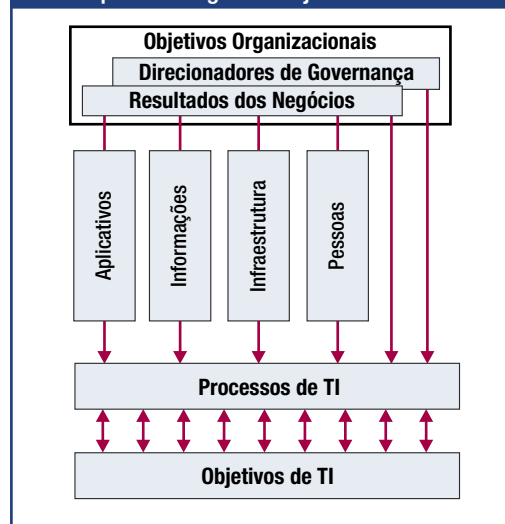 Objetivos Organizacionais
Direcionadores de Governança
Resultados dos Negócios
Aplicativos
Informações
Infraestrutura
Pessoas
Processos de TI
Objetivos de TI